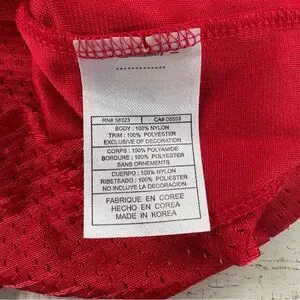 RN# 56323 CA# 05553
BODY : 100% NYLON
TRIM : 100% POLYESTER
EXCLUSIVE OF DECORATION
CORPS : 100% POLYAMIDE
BORDURE : 100% POLYESTER
SANS ORNEMENTS
CUERPO : 100% NYLON
RIBETEABO : 100% POLIESTER
NO INCLUYE LA DECORACION
FABRIQUE EN COREE
HECHO EN COREA
MADE IN KOREA